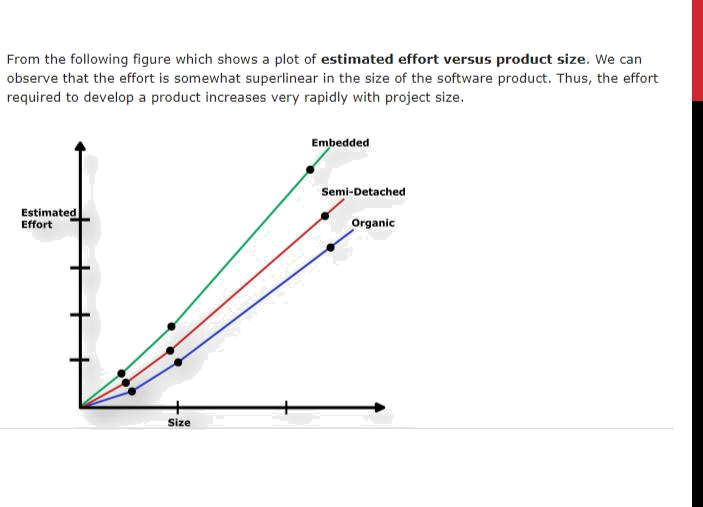 From the following figure which shows a plot of estimated effort versus product size. We can
observe that the effort is somewhat superlinear in the size of the software product. Thus, the effort
required to develop a product increases very rapidly with project size.
Embedded
Semi-Detached
Organic
Estimated
Effort
Size